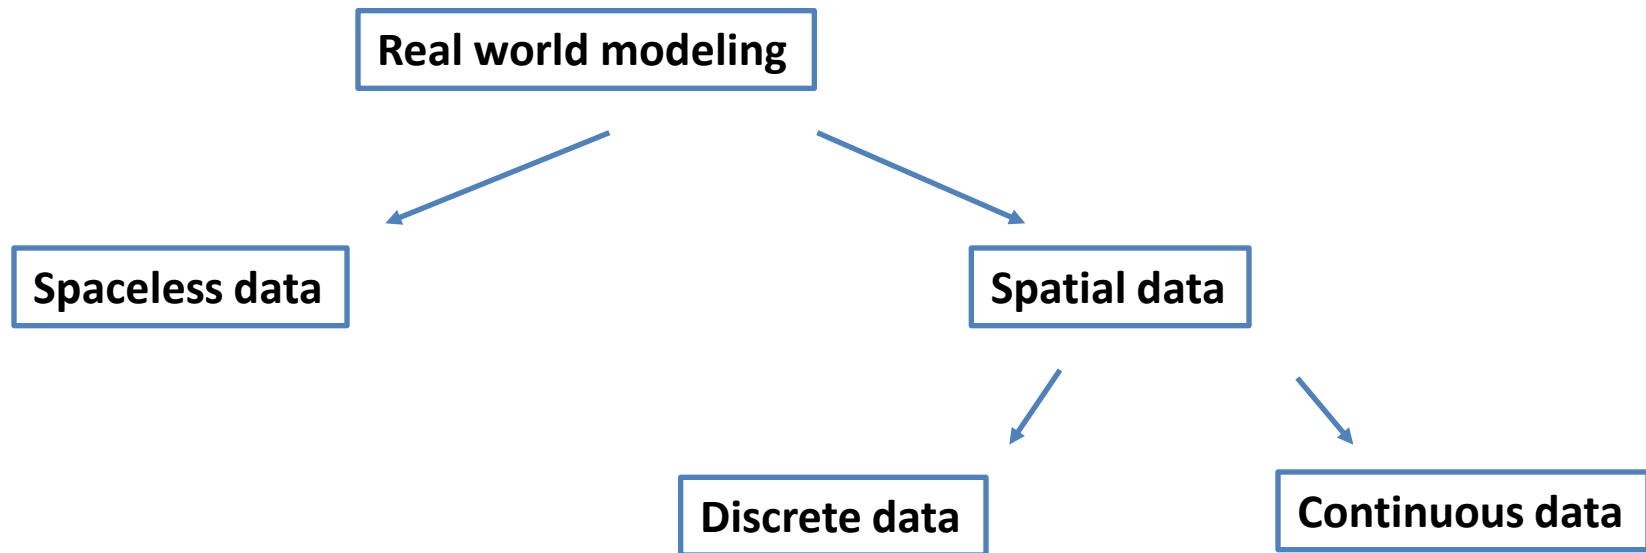 Real world modeling
Spaceless data
Spatial data
Discrete data
Continuous data